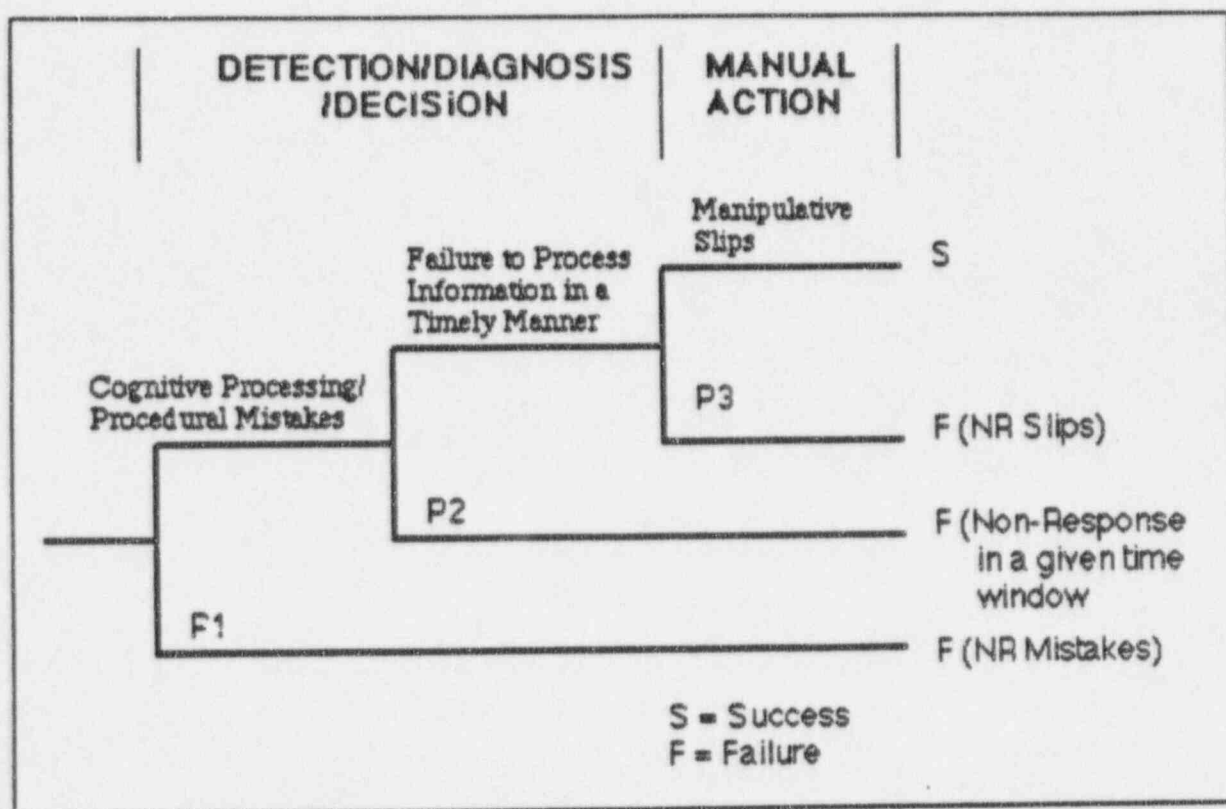 DETECTION/DIAGNOSIS
/DECISION
MANUAL
ACTION
Manipulative
Slips
S
Failure to Process
Information in a
Timely Manner
Cognitive Processing/
Procedural Mistakes
P3
F (NR Slips)
P2
F (Non-Response
in a given time
window
P1
F (NR Mistakes)
S = Success
F = Failure